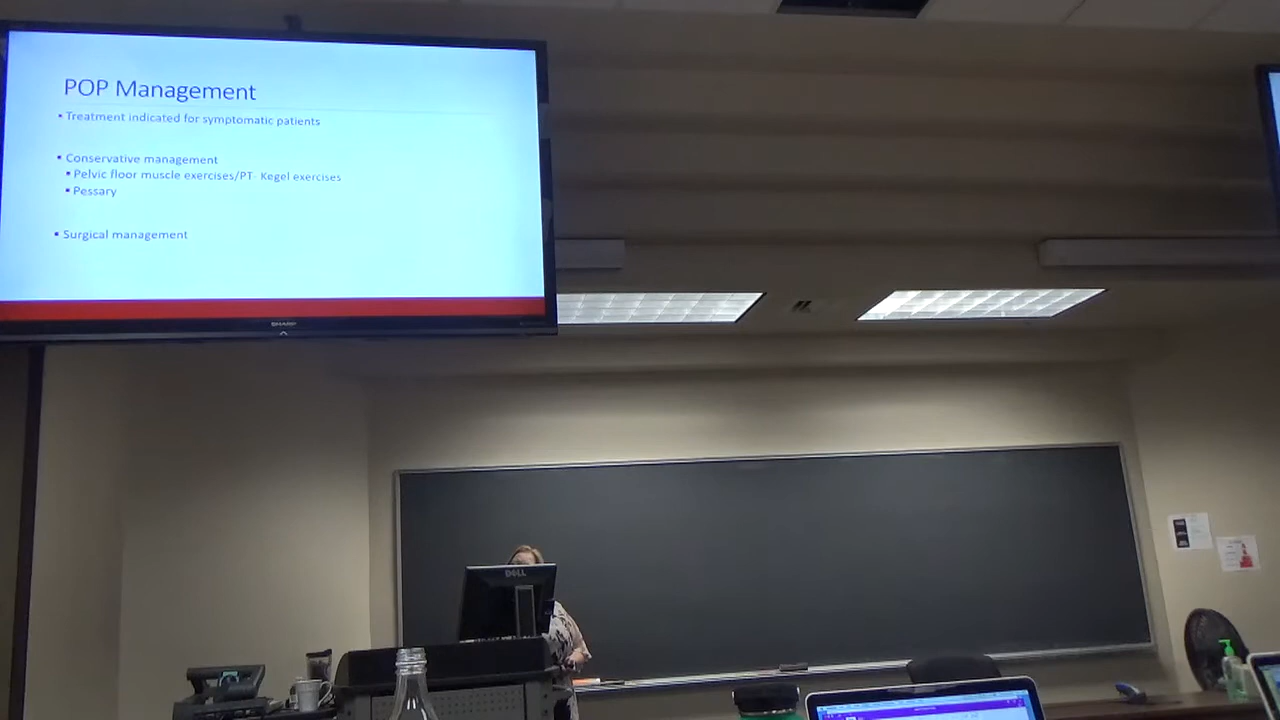 POP Management
▪ Treatment indicated for symptomatic patients
▪ Conservative management
▪ Pelvic floor muscle exercises/PT- Kegel exercises
▪ Pessary
▪ Surgical management
SHARP
DELL